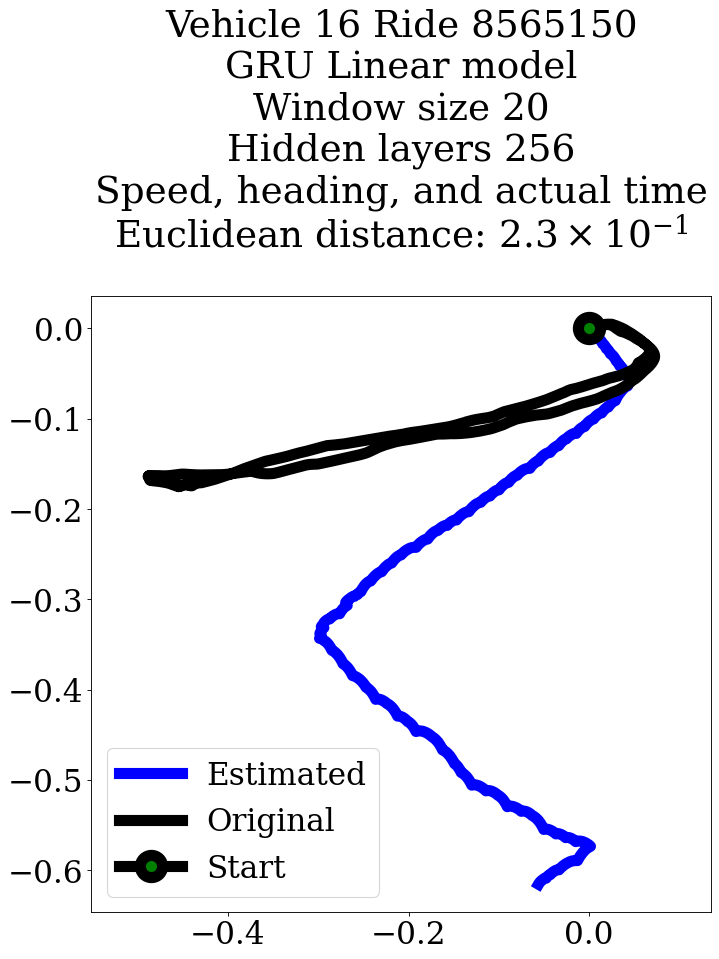 Vehicle 16 Ride 8565150
GRU Linear model
Window size 20
Hidden layers 256
Speed, heading, and actual time
Euclidean distance: 2.3 × 10⁻¹
0.0
−0.1
−0.2
−0.3
−0.4
−0.5
−0.6
Estimated
Original
Start
−0.4
−0.2
0.0